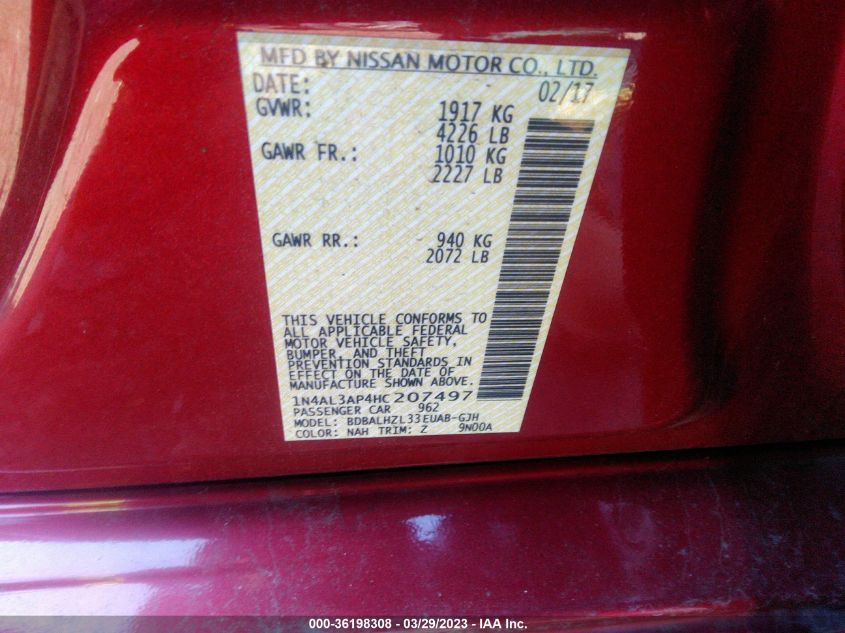 MFD BY NISSAN MOTOR CO., LTD.
DATE: 02/17
GVWR: 1917 KG
4226 LB
GAWR FR.: 1010 KG
2227 LB
GAWR RR.: 940 KG
2072 LB
THIS VEHICLE CONFORMS TO
ALL APPLICABLE FEDERAL
MOTOR VEHICLE SAFETY,
BUMPER, AND THEFT
PREVENTION STANDARDS IN
EFFECT ON THE DATE OF
MANUFACTURE SHOWN ABOVE.
1N4AL3AP4HC207497
PASSENGER CAR 962
MODEL: BDBALHZL33EUAB-GJH
COLOR: NAH TRIM: Z 9N00A
000-36198308 - 03/29/2023 - IAA Inc.